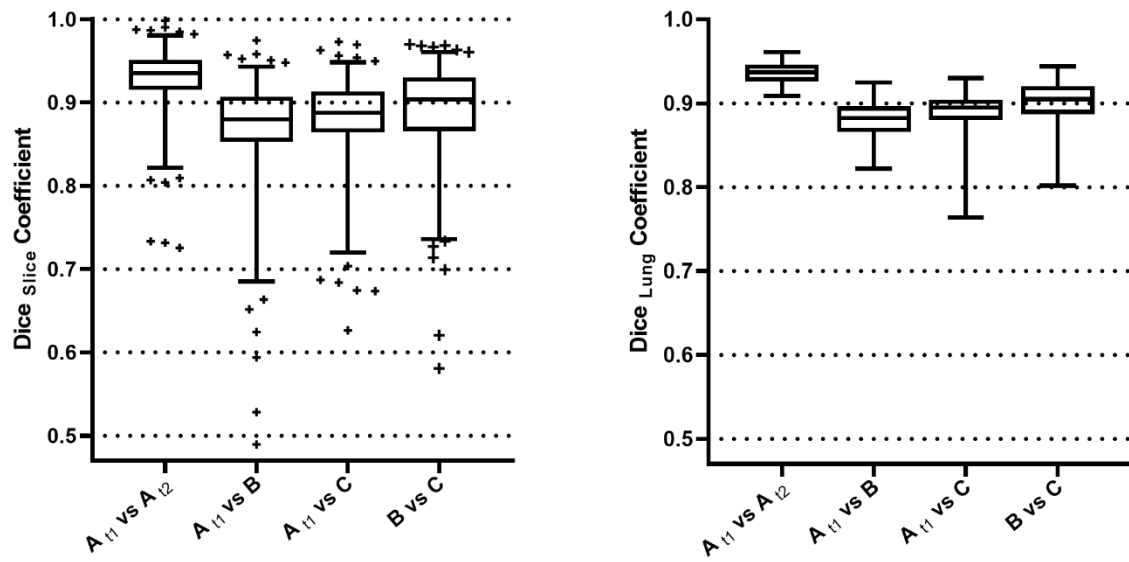 Dice Slice Coefficient
1.0
0.9
0.8
0.7
0.6
0.5
A t1 vs A t2
A t1 vs B
A t1 vs C
B vs C
Dice Lung Coefficient
1.0
0.9
0.8
0.7
0.6
0.5
A t1 vs A t2
A t1 vs B
A t1 vs C
B vs C